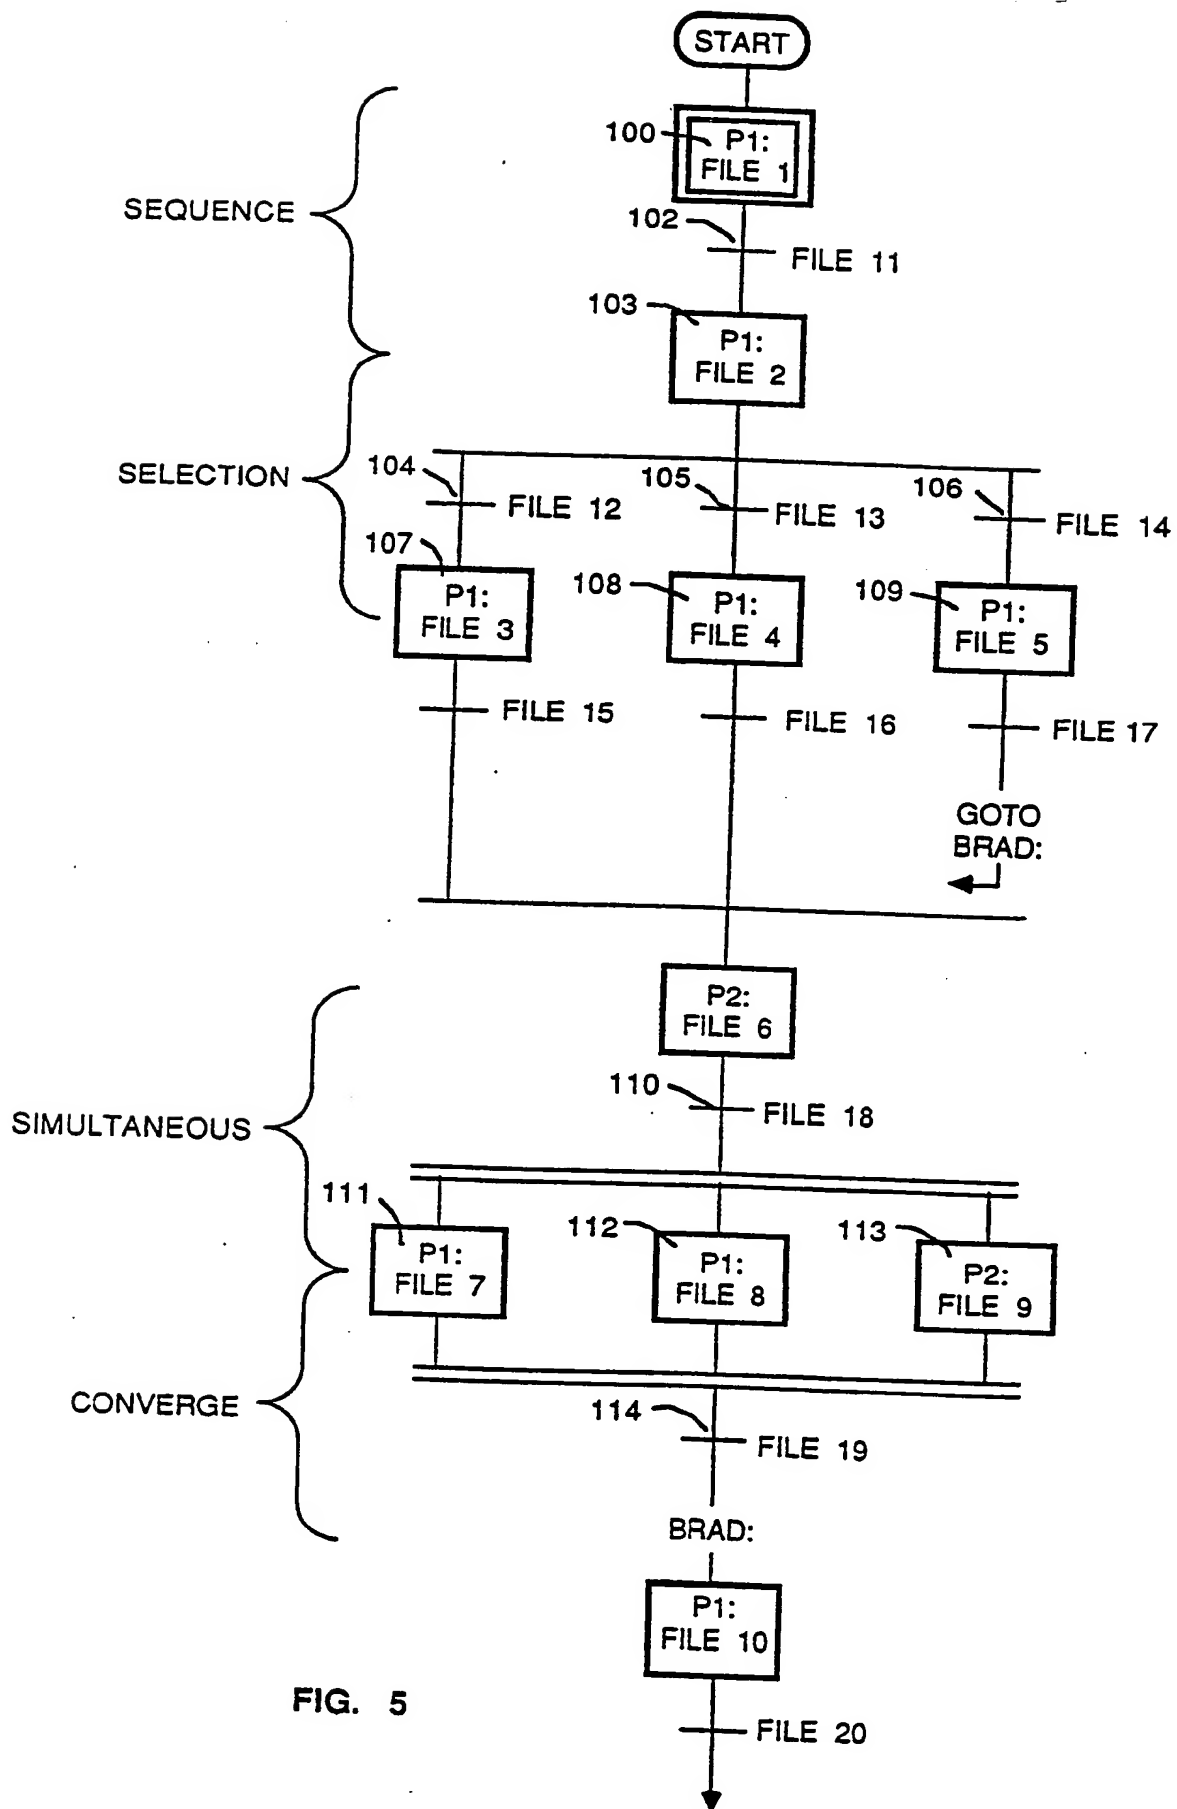 START
100
P1:
FILE 1
SEQUENCE
102
FILE 11
103
P1:
FILE 2
SELECTION
104
FILE 12
105
FILE 13
106
FILE 14
107
P1:
FILE 3
108
P1:
FILE 4
109
P1:
FILE 5
FILE 15
FILE 16
FILE 17
GOTO
BRAD:
P2:
FILE 6
SIMULTANEOUS
110
FILE 18
111
P1:
FILE 7
112
P1:
FILE 8
113
P2:
FILE 9
CONVERGE
114
FILE 19
BRAD:
P1:
FILE 10
FIG. 5
FILE 20